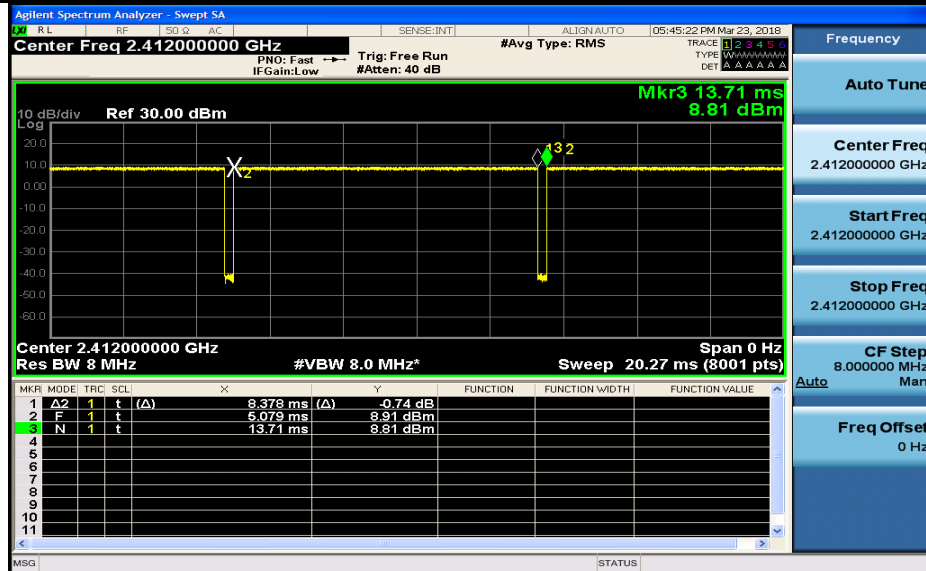 Agilent Spectrum Analyzer - Swept SA
LXI RL RF 50 Ω AC SENSE:INT ALIGN AUTO 05:45:22 PM Mar 23, 2018
Center Freq 2.412000000 GHz
PNO: Fast
IFGain:Low
Trig: Free Run
#Atten: 40 dB
#Avg Type: RMS
TRACE 1 2 3 4 5 6
TYPE W W W W W W
DET A A A A A A
Mkr3 13.71 ms
8.81 dBm
10 dB/div Ref 30.00 dBm
Log
20.0
10.0
0.00
-10.0
-20.0
-30.0
-40.0
-50.0
-60.0
X2
132
Center 2.412000000 GHz Span 0 Hz
Res BW 8 MHz #VBW 8.0 MHz* Sweep 20.27 ms (8001 pts)
MKR MODE TRC SCL X Y FUNCTION FUNCTION WIDTH FUNCTION VALUE
1 Δ2 1 t (Δ) 8.378 ms (Δ) -0.74 dB
2 F 1 t 5.079 ms 8.91 dBm
3 N 1 t 13.71 ms 8.81 dBm
4
5
6
7
8
9
10
11
MSG STATUS
Frequency
Auto Tune
Center Freq
2.412000000 GHz
Start Freq
2.412000000 GHz
Stop Freq
2.412000000 GHz
CF Step
8.000000 MHz
Auto Man
Freq Offset
0 Hz